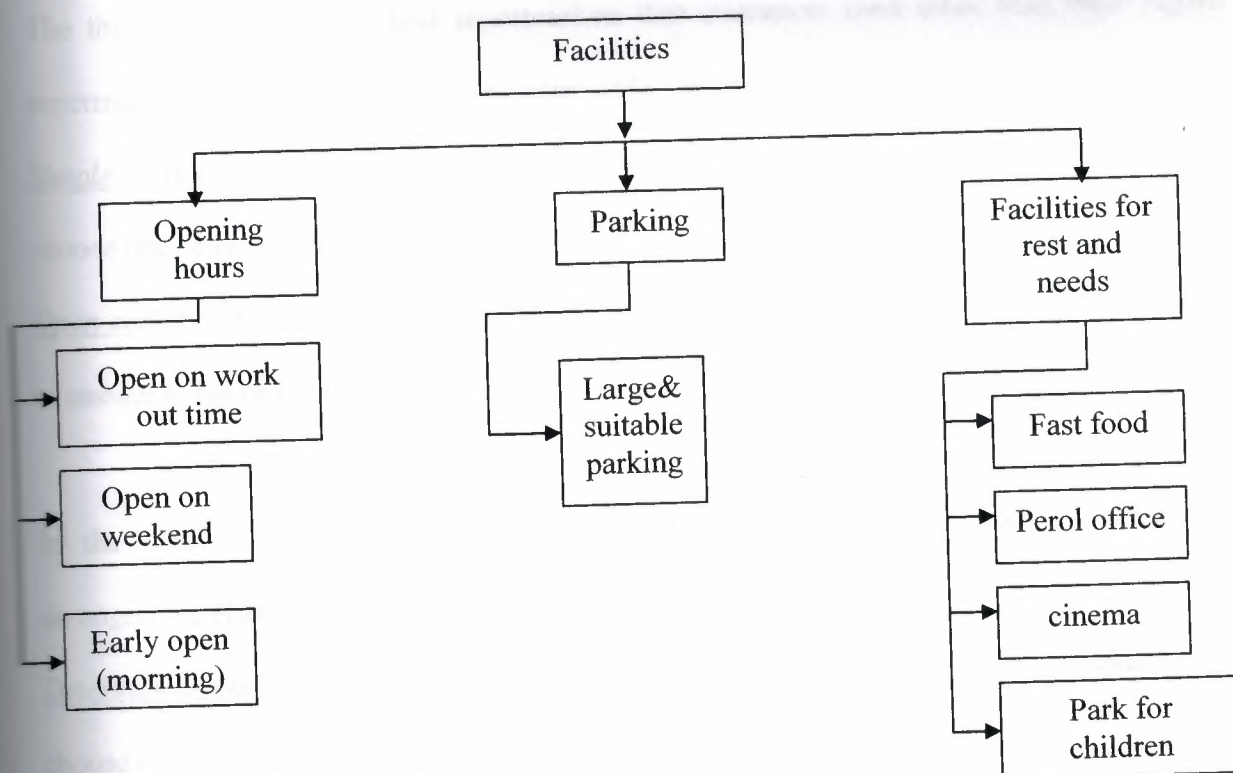 Facilities
Opening
hours
Parking
Facilities for
rest and
needs
Open on work
out time
Large&
suitable
parking
Fast food
Open on
weekend
Perol office
cinema
Early open
(morning)
Park for
children